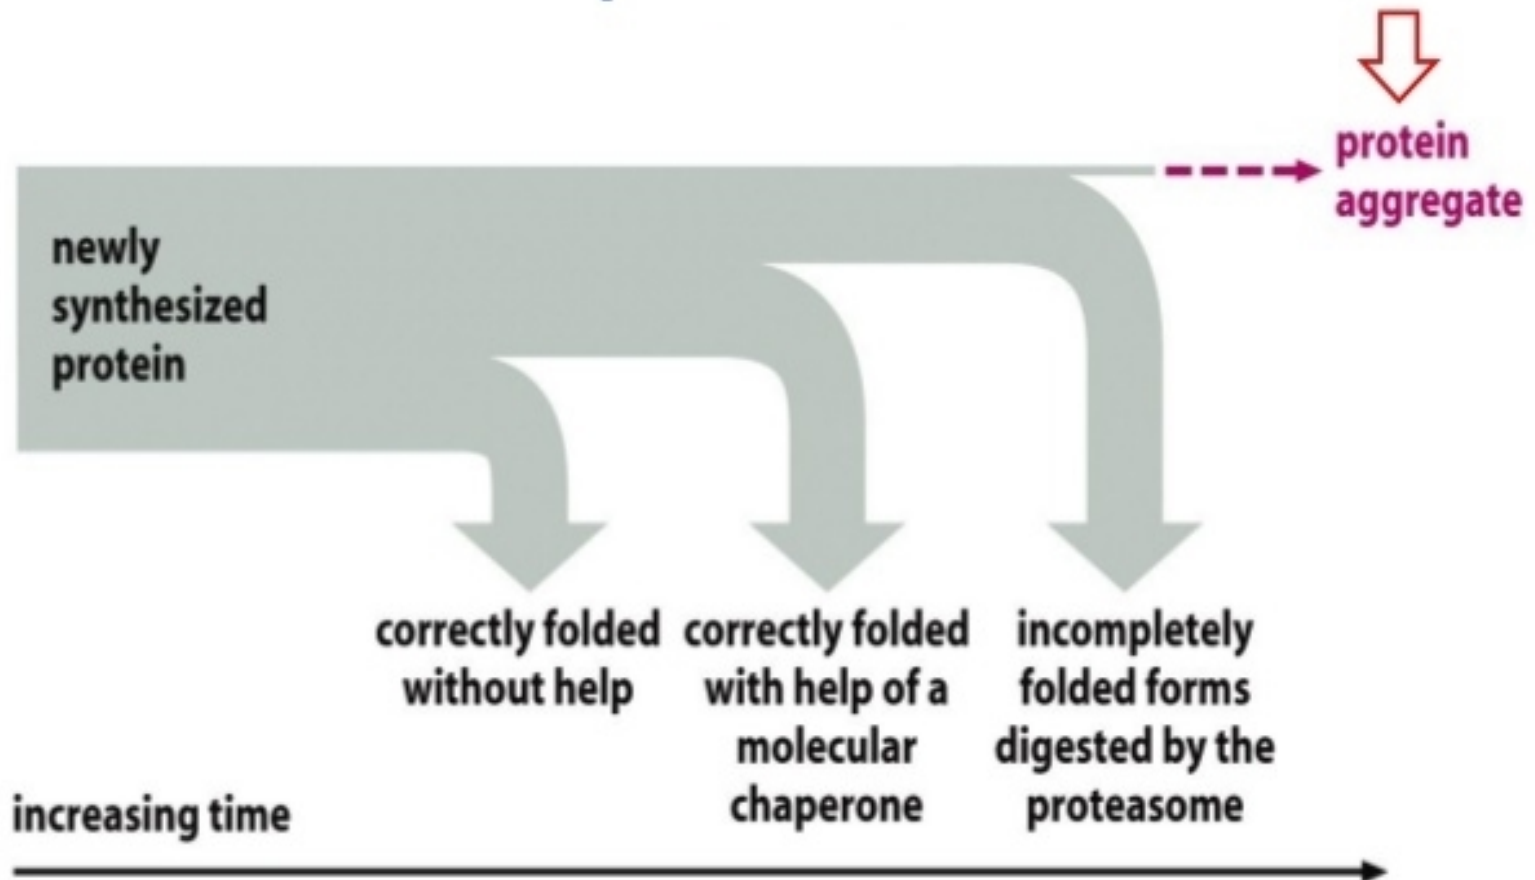 protein
aggregate
newly
synthesized
protein
correctly folded
without help
correctly folded
with help of a
molecular
chaperone
incompletely
folded forms
digested by the
proteasome
increasing time